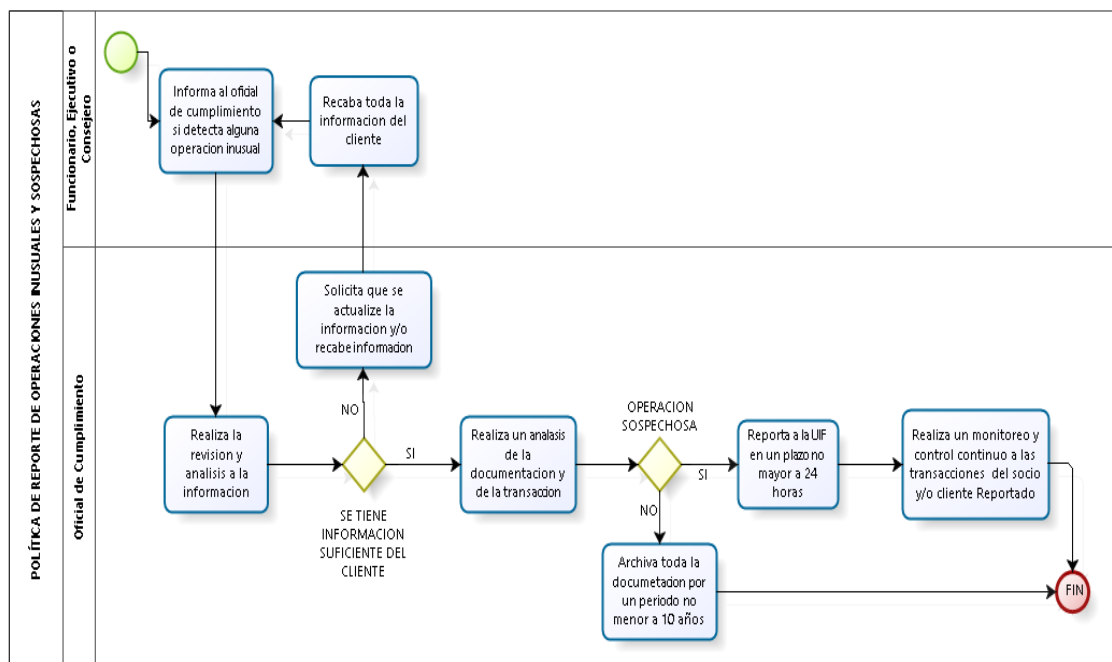 POLÍTICA DE REPORTE DE OPERACIONES INUSUALES Y SOSPECHOSAS
Funcionario, Ejecutivo o
Consejero
Informa al oficial
de cumplimiento
si detecta alguna
operacion inusual
Recaba toda la
informacion del
cliente
Oficial de Cumplimiento
Solicita que se
actualize la
informacion y/o
recabe informacion
Realiza la
revision y
analisis a la
informacion
NO
SI
SE TIENE
INFORMACION
SUFICIENTE DEL
CLIENTE
Realiza un analasis
de la
documentacion y
de la transaccion
OPERACION
SOSPECHOSA
SI
NO
Reporta a la UIF
en un plazo no
mayor a 24
horas
Realiza un monitoreo y
control continuo a las
transacciones del socio
y/o cliente Reportado
Archiva toda la
documetacion por
un periodo no
menor a 10 años
FIN